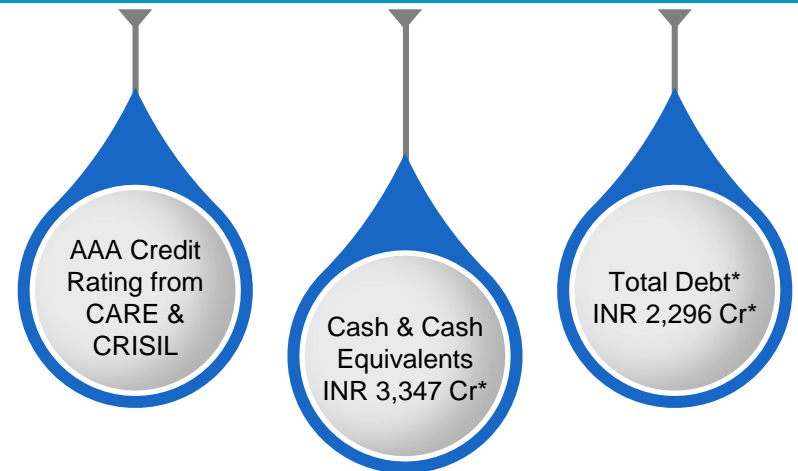 AAA Credit
Rating from
CARE &
CRISIL
Cash & Cash
Equivalents
INR 3,347 Cr*
Total Debt*
INR 2,296 Cr*